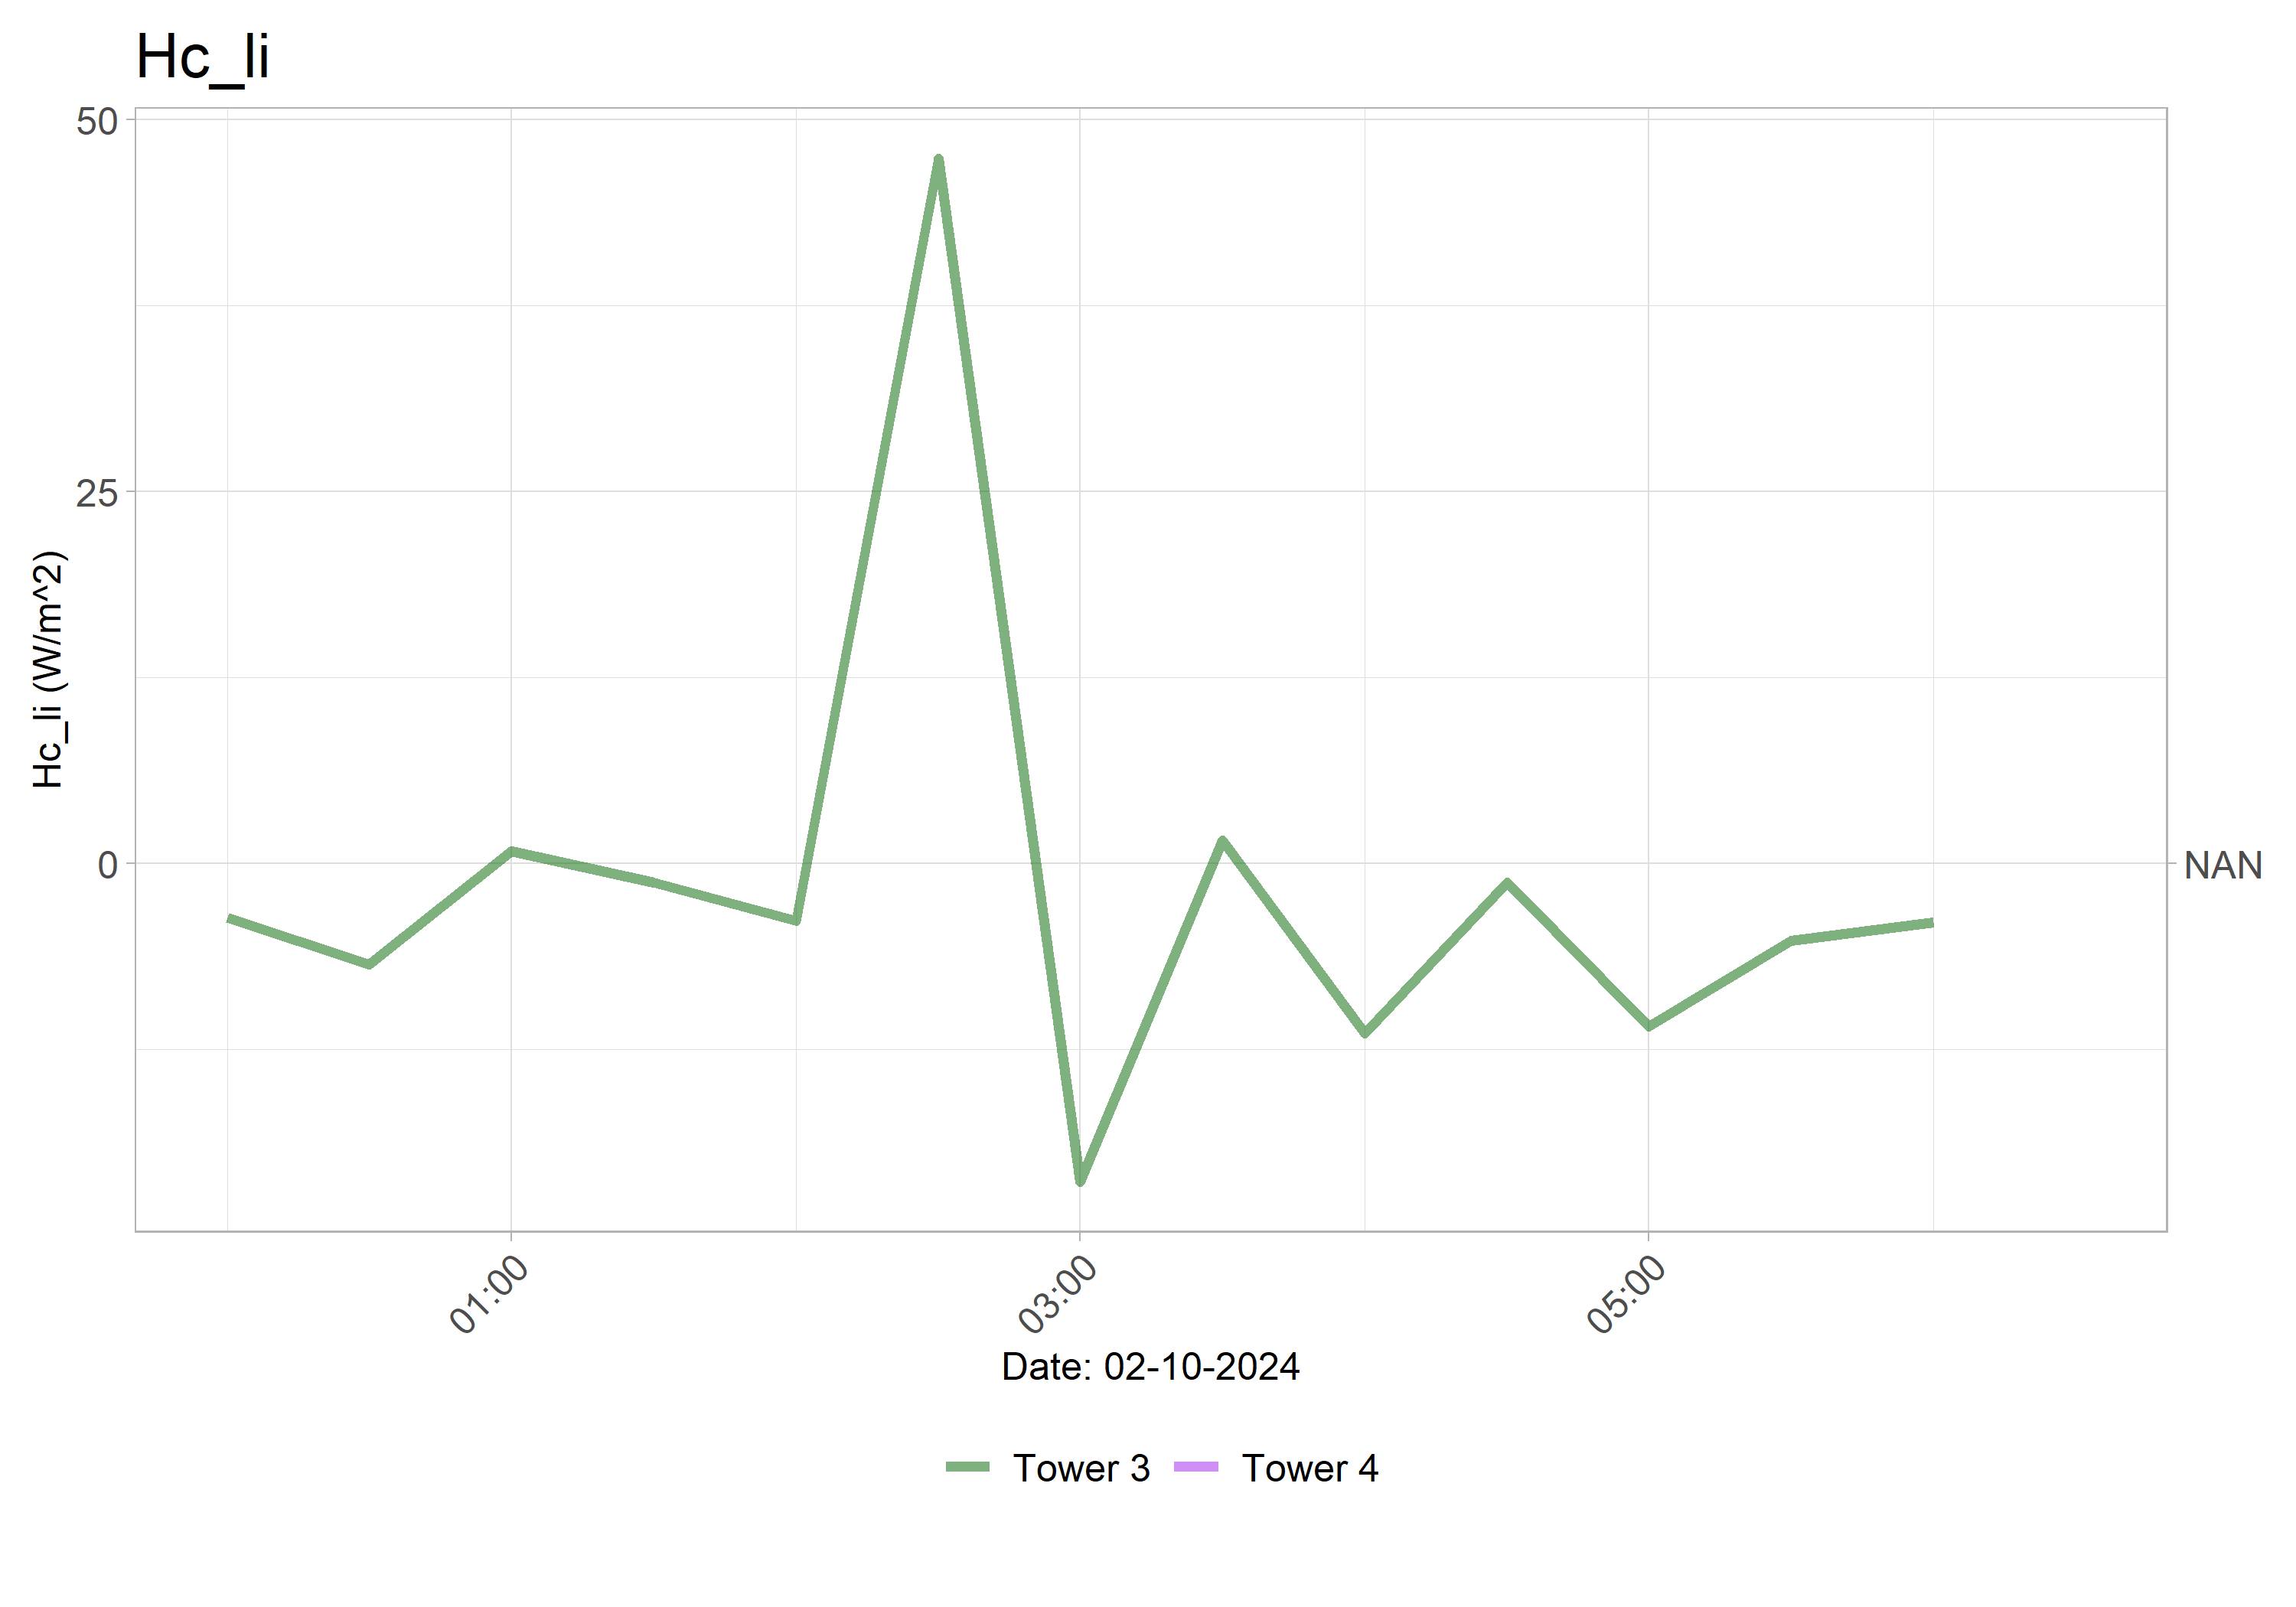 Hc_li
50
25
0
Hc_li (W/m^2)
NAN
01:00
03:00
05:00
Date: 02-10-2024
Tower 3
Tower 4